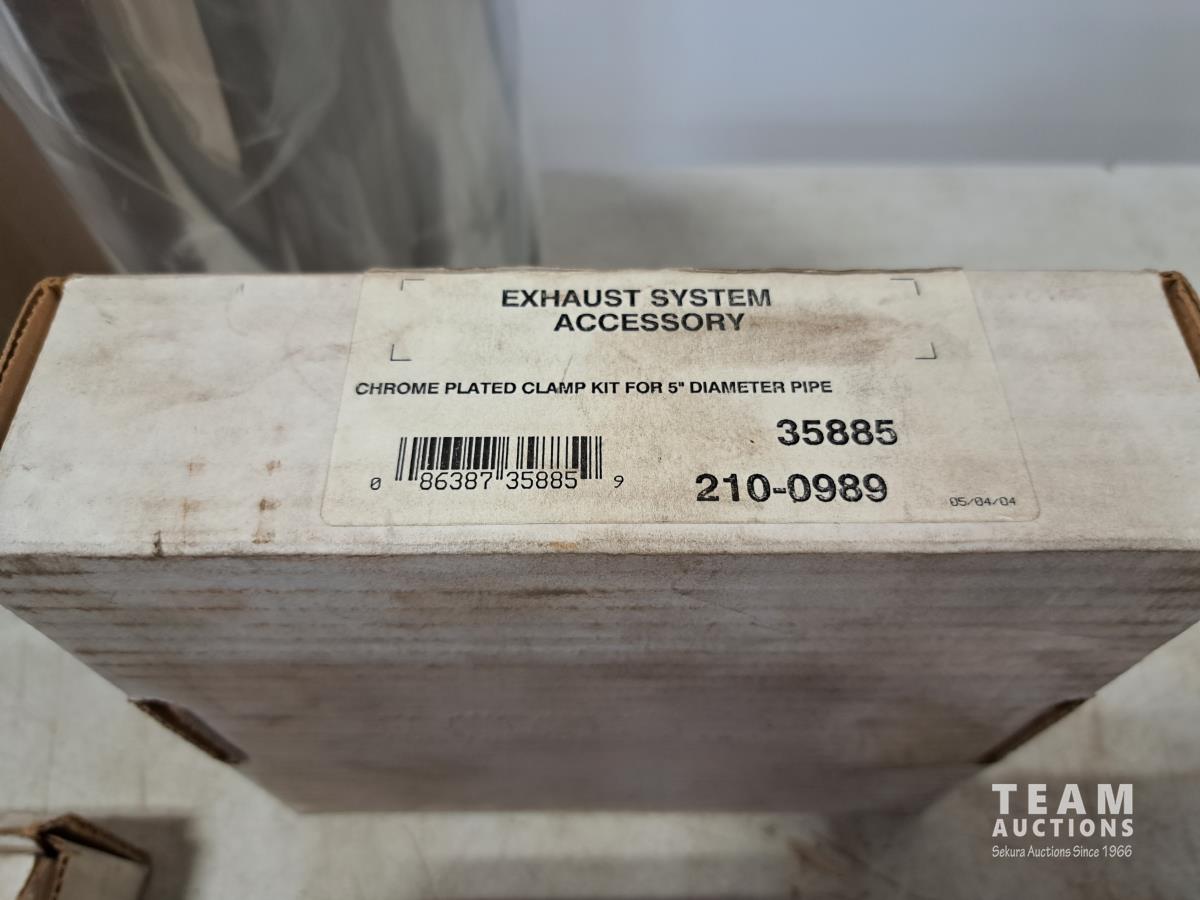 EXHAUST SYSTEM
ACCESSORY
CHROME PLATED CLAMP KIT FOR 5" DIAMETER PIPE
35885
0 86387 35885 9
210-0989
05/04/04
TEAM
AUCTIONS
Sekura Auctions Since 1966